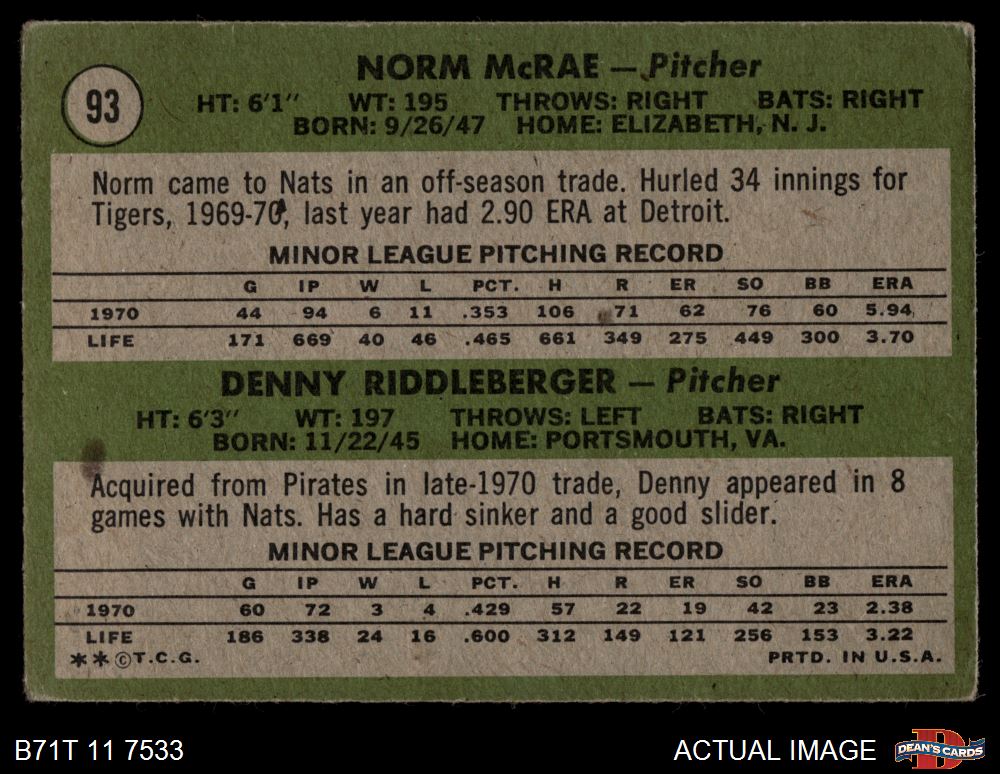 93
NORM McRAE — Pitcher
HT: 6'1" WT: 195 THROWS: RIGHT BATS: RIGHT
BORN: 9/26/47 HOME: ELIZABETH, N. J.
Norm came to Nats in an off-season trade. Hurled 34 innings for
Tigers, 1969-70, last year had 2.90 ERA at Detroit.
MINOR LEAGUE PITCHING RECORD
G IP W L PCT. H R ER SO BB ERA
1970 44 94 6 11 .353 106 71 62 76 60 5.94
LIFE 171 669 40 46 .465 661 349 275 449 300 3.70
DENNY RIDDLEBERGER — Pitcher
HT: 6'3" WT: 197 THROWS: LEFT BATS: RIGHT
BORN: 11/22/45 HOME: PORTSMOUTH, VA.
Acquired from Pirates in late-1970 trade, Denny appeared in 8
games with Nats. Has a hard sinker and a good slider.
MINOR LEAGUE PITCHING RECORD
G IP W L PCT. H R ER SO BB ERA
1970 60 72 3 4 .429 57 22 19 42 23 2.38
LIFE 186 338 24 16 .600 312 149 121 256 153 3.22
**©T.C.G. PRTD. IN U.S.A.
B71T 11 7533 ACTUAL IMAGE D DEAN'S CARDS